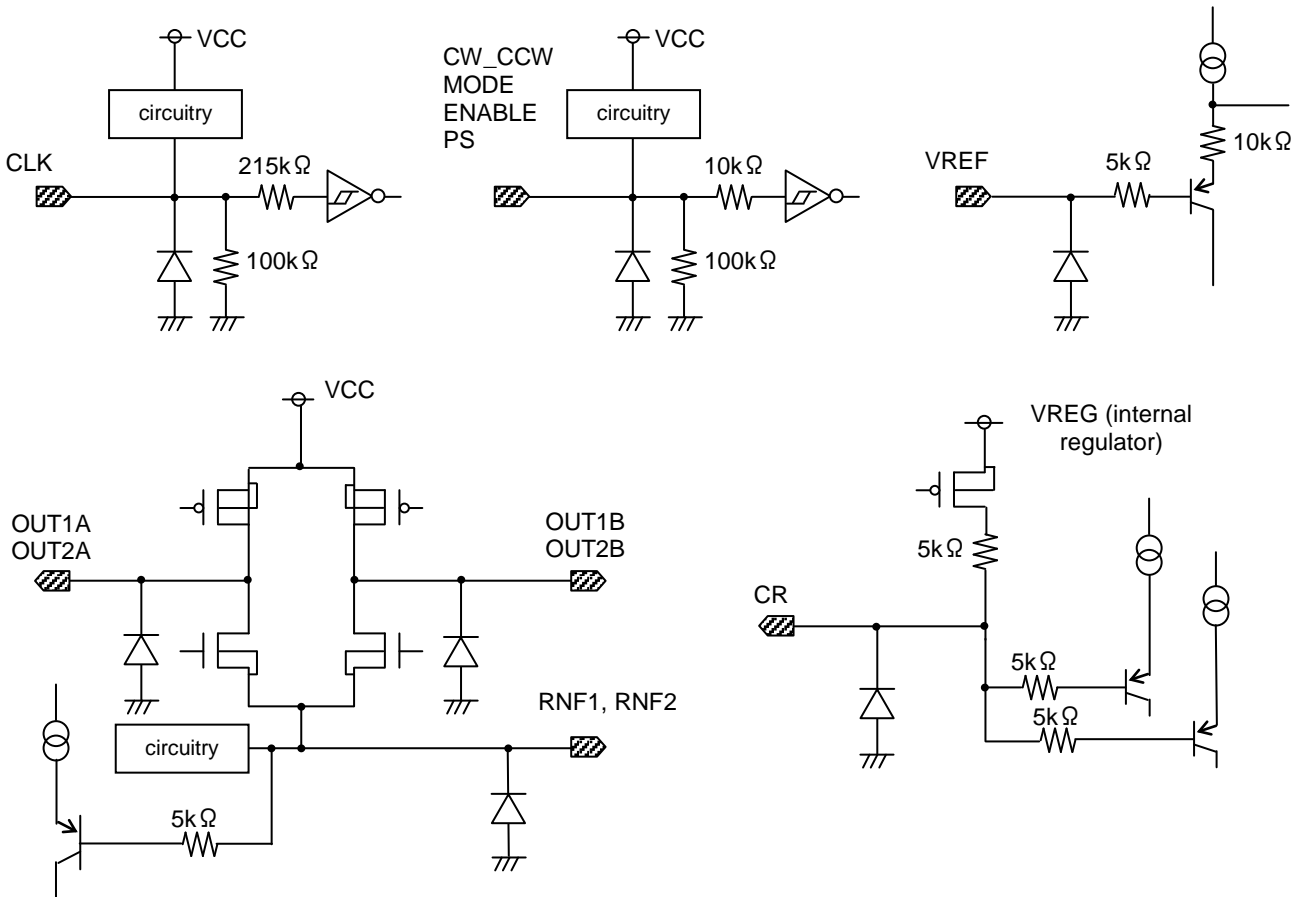 VCC
circuitry
CLK
215kΩ
100kΩ
CW_CCW
MODE
ENABLE
PS
VCC
circuitry
10kΩ
100kΩ
VREF
5kΩ
10kΩ
VCC
OUT1A
OUT2A
OUT1B
OUT2B
RNF1, RNF2
circuitry
5kΩ
VREG (internal
regulator)
5kΩ
CR
5kΩ
5kΩ